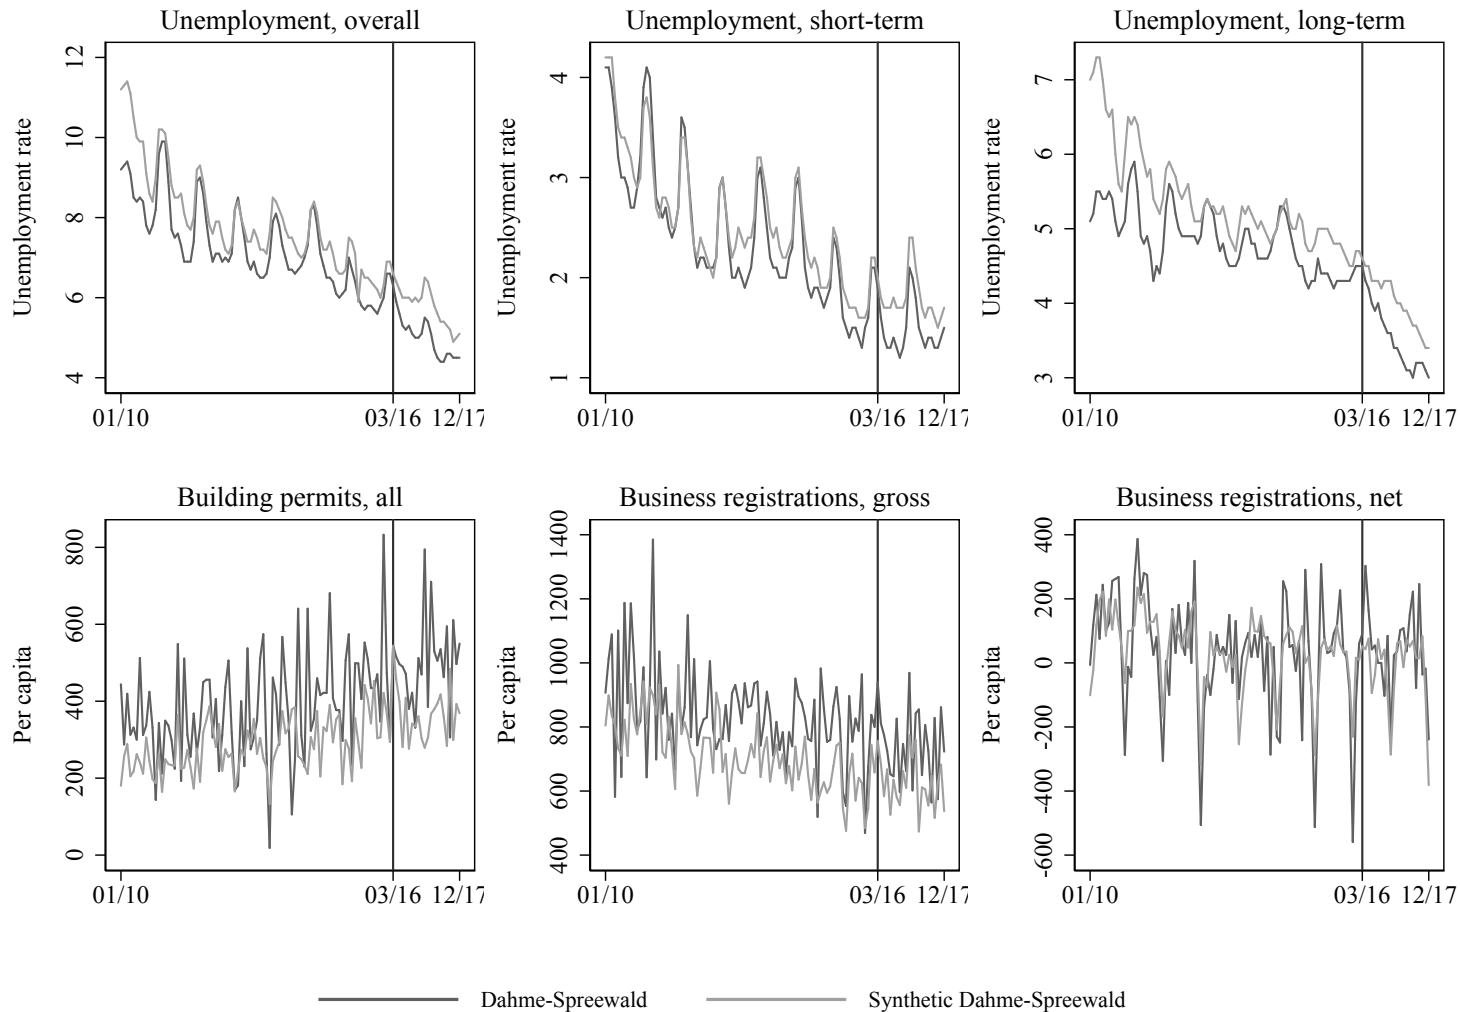 Unemployment, overall
Unemployment rate
12
10
8
6
4
01/10 03/16 12/17
Unemployment, short-term
Unemployment rate
4
3
2
1
01/10 03/16 12/17
Unemployment, long-term
Unemployment rate
7
6
5
4
3
01/10 03/16 12/17
Building permits, all
Per capita
800
600
400
200
0
01/10 03/16 12/17
Business registrations, gross
Per capita
1400
1200
1000
800
600
400
01/10 03/16 12/17
Business registrations, net
Per capita
400
200
0
-200
-400
-600
01/10 03/16 12/17
Dahme-Spreewald
Synthetic Dahme-Spreewald